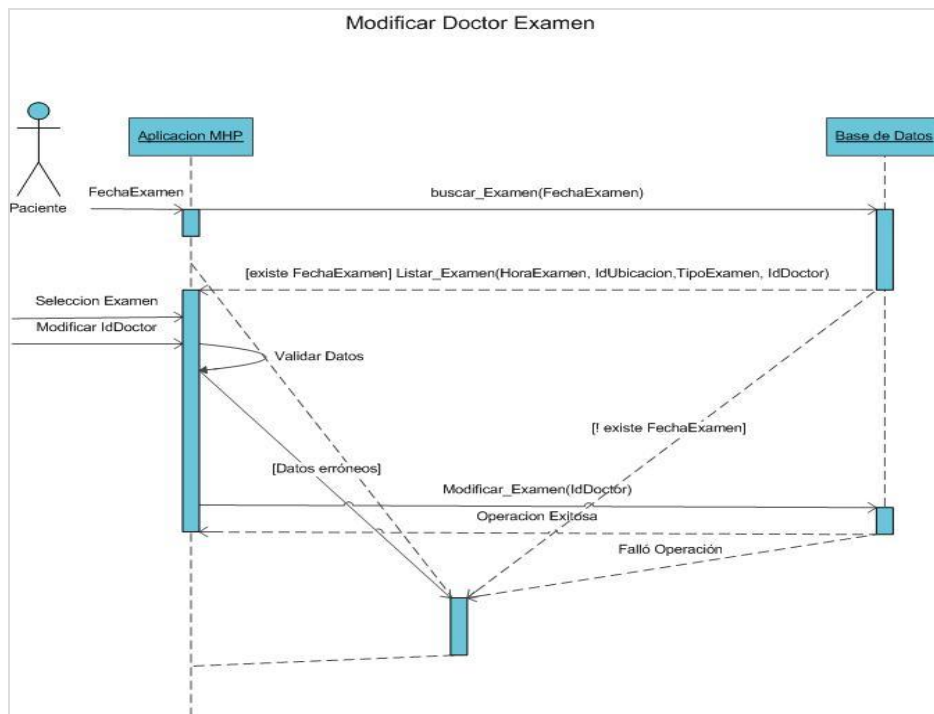 Modificar Doctor Examen
Aplicacion MHP
Base de Datos
Paciente
FechaExamen
buscar_Examen(FechaExamen)
[existe FechaExamen] Listar_Examen(HoraExamen, IdUbicacion,TipoExamen, IdDoctor)
Seleccion Examen
Modificar IdDoctor
Validar Datos
[! existe FechaExamen]
[Datos erróneos]
Modificar_Examen(IdDoctor)
Operacion Exitosa
Falló Operación